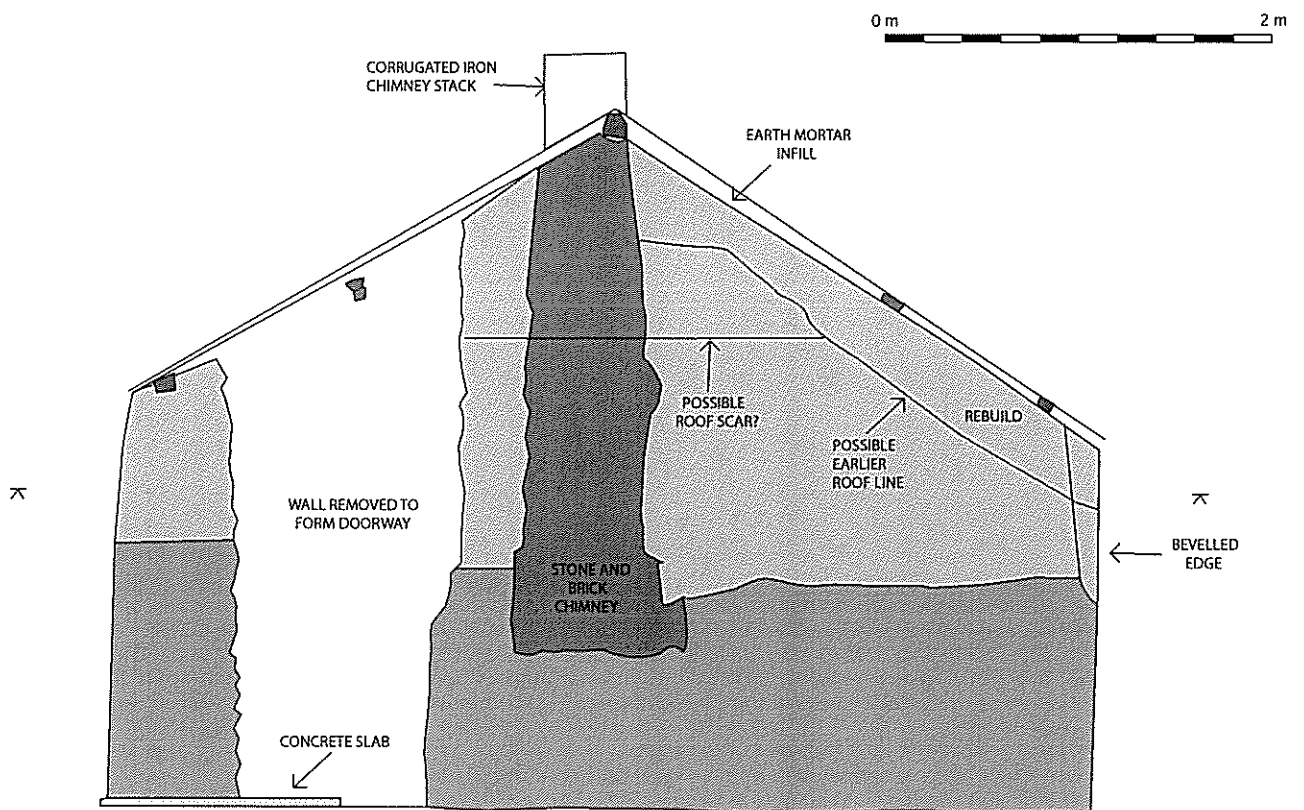 0 m 2 m
CORRUGATED IRON
CHIMNEY STACK
EARTH MORTAR
INFILL
POSSIBLE
ROOF SCAR?
REBUILD
POSSIBLE
EARLIER
ROOF LINE
WALL REMOVED TO
FORM DOORWAY
BEVELLED
EDGE
STONE AND
BRICK
CHIMNEY
CONCRETE SLAB